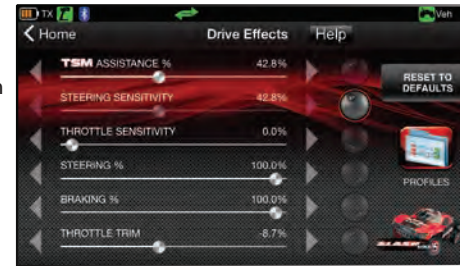 TX Veh
Home Drive Effects Help
TSM ASSISTANCE % 42.8%
STEERING SENSITIVITY 42.8%
RESET TO
DEFAULTS
THROTTLE SENSITIVITY 0.0%
STEERING % 100.0%
PROFILES
BRAKING % 100.0%
THROTTLE TRIM -8.7%
SLASH